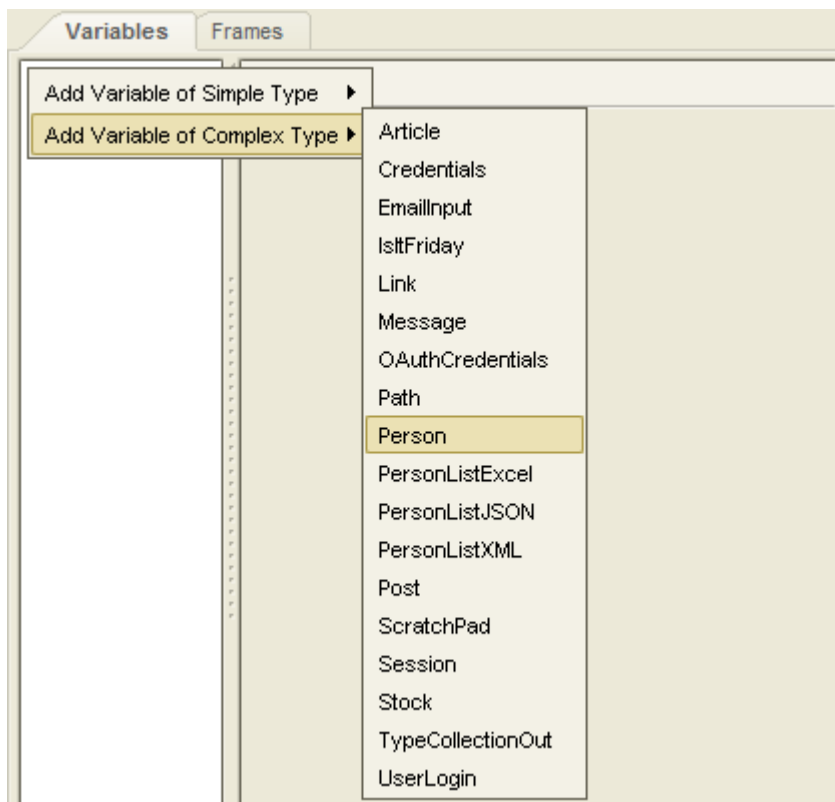 Variables Frames
Add Variable of Simple Type
Add Variable of Complex Type
Article
Credentials
EmailInput
IsItFriday
Link
Message
OAuthCredentials
Path
Person
PersonListExcel
PersonListJSON
PersonListXML
Post
ScratchPad
Session
Stock
TypeCollectionOut
UserLogin